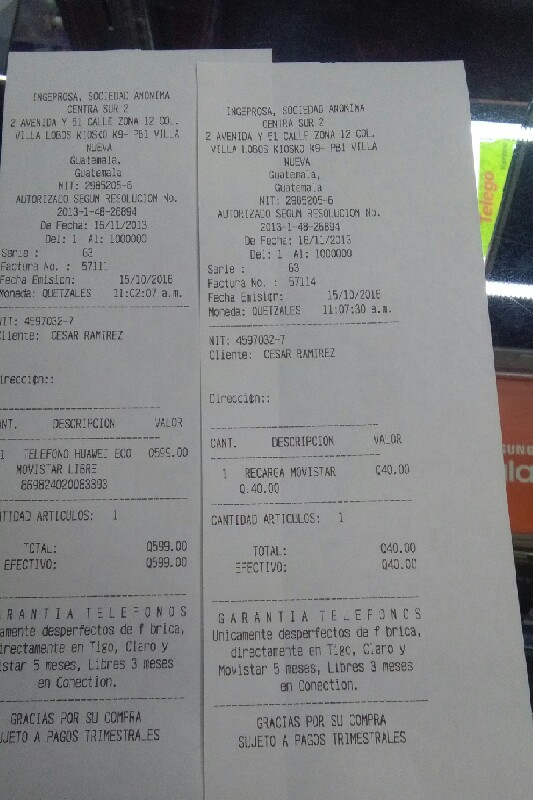 INGEPROSA, SOCIEDAD ANONIMA
CENTRA SUR 2
2 AVENIDA Y 51 CALLE ZONA 12 COL.
VILLA LOBOS KIOSKO K9- PB1 VILLA
NUEVA
Guatemala,
Guatemala
NIT: 2985205-6
AUTORIZADO SEGUN RESOLUCION No.
2013-1-48-26894
De Fecha: 16/11/2013
Del: 1 Al: 1000000
Serie : 63
Factura No. : 57111
Fecha Emision: 15/10/2016
Moneda: QUETZALES 11:02:07 a.m.
NIT: 4597032-7
Cliente: CESAR RAMIREZ
Direccion::
CANT. DESCRIPCION VALOR
1 TELEFONO HUAWEI ECO Q599.00
MOVISTAR LIBRE
869824020083893
CANTIDAD ARTICULOS: 1
TOTAL: Q599.00
EFECTIVO: Q599.00
GARANTIA TELEFONOS
Unicamente desperfectos de f brica,
directamente en Tigo, Claro y
Movistar 5 meses, Libres 3 meses
en Conection.
GRACIAS POR SU COMPRA
SUJETO A PAGOS TRIMESTRALES
INGEPROSA, SOCIEDAD ANONIMA
CENTRA SUR 2
2 AVENIDA Y 51 CALLE ZONA 12 COL.
VILLA LOBOS KIOSKO K9- PB1 VILLA
NUEVA
Guatemala,
Guatemala
NIT: 2985205-6
AUTORIZADO SEGUN RESOLUCION No.
2013-1-48-26894
De Fecha: 16/11/2013
Del: 1 Al: 1000000
Serie : 63
Factura No. : 57114
Fecha Emision: 15/10/2016
Moneda: QUETZALES 11:07:30 a.m.
NIT: 4597032-7
Cliente: CESAR RAMIREZ
Direccion::
CANT. DESCRIPCION VALOR
1 RECARGA MOVISTAR Q40.00
Q.40.00
CANTIDAD ARTICULOS: 1
TOTAL: Q40.00
EFECTIVO: Q40.00
GARANTIA TELEFONOS
Unicamente desperfectos de f brica,
directamente en Tigo, Claro y
Movistar 5 meses, Libres 3 meses
en Conection.
GRACIAS POR SU COMPRA
SUJETO A PAGOS TRIMESTRALES